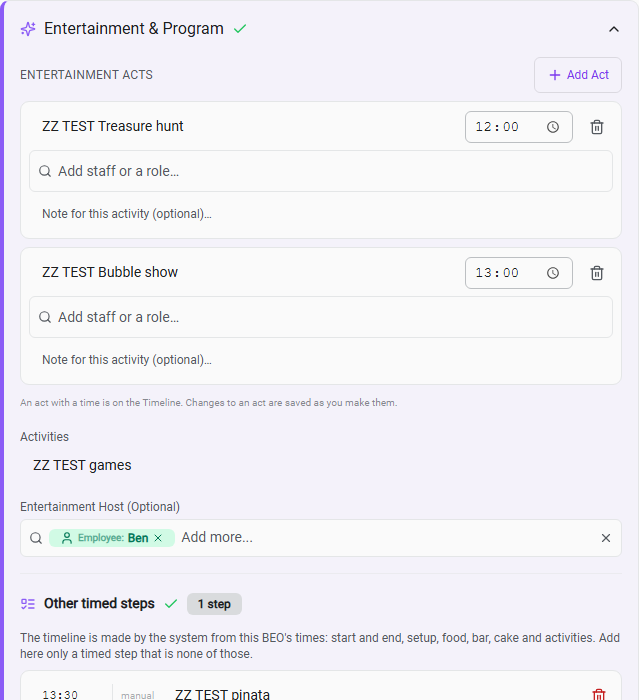 Entertainment & Program
ENTERTAINMENT ACTS
Add Act
ZZ TEST Treasure hunt
12:00
Add staff or a role…
Note for this activity (optional)…
ZZ TEST Bubble show
13:00
Add staff or a role…
Note for this activity (optional)…
An act with a time is on the Timeline. Changes to an act are saved as you make them.
Activities
ZZ TEST games
Entertainment Host (Optional)
Employee: Ben
Add more...
Other timed steps
1 step
The timeline is made by the system from this BEO's times: start and end, setup, food, bar, cake and activities. Add
here only a timed step that is none of those.
13:30
manual
ZZ TEST pinata